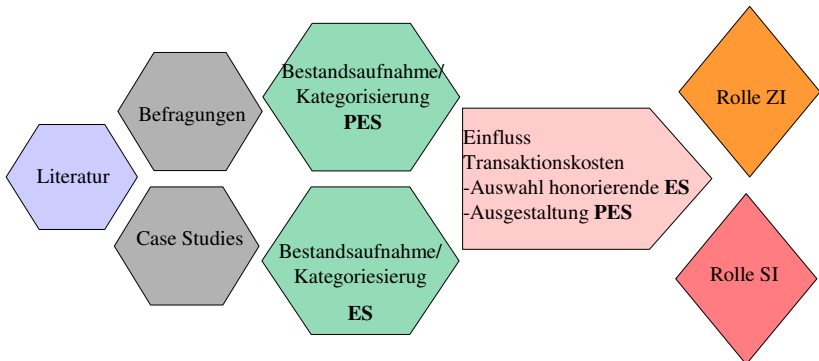 Literatur
Befragungen
Case Studies
Bestandsaufnahme/
Kategorisierung
PES
Bestandsaufnahme/
Kategoriesierug
ES
Einfluss
Transaktionskosten
-Auswahl honorierende ES
-Ausgestaltung PES
Rolle ZI
Rolle SI